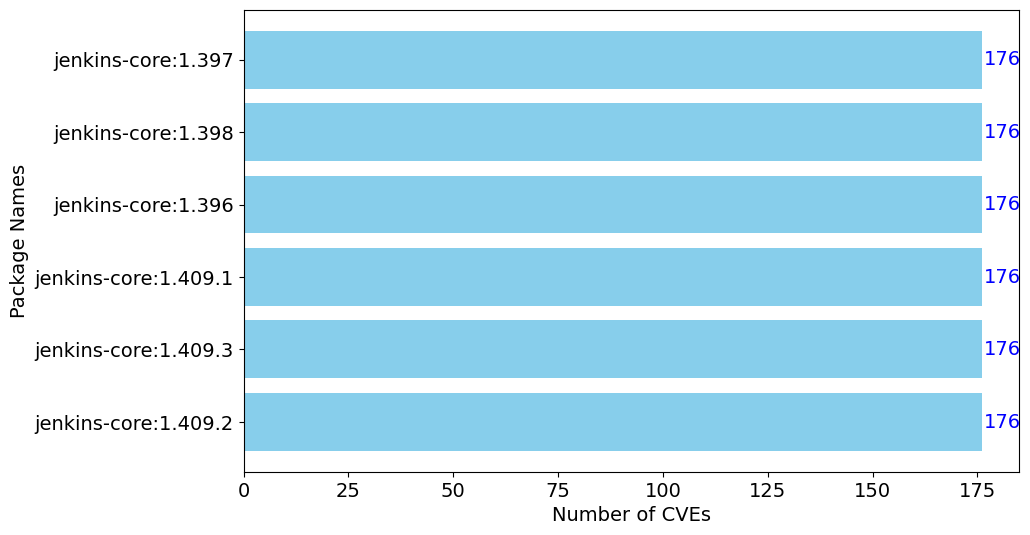 Package Names
jenkins-core:1.397
176
jenkins-core:1.398
176
jenkins-core:1.396
176
jenkins-core:1.409.1
176
jenkins-core:1.409.3
176
jenkins-core:1.409.2
176
0 25 50 75 100 125 150 175
Number of CVEs